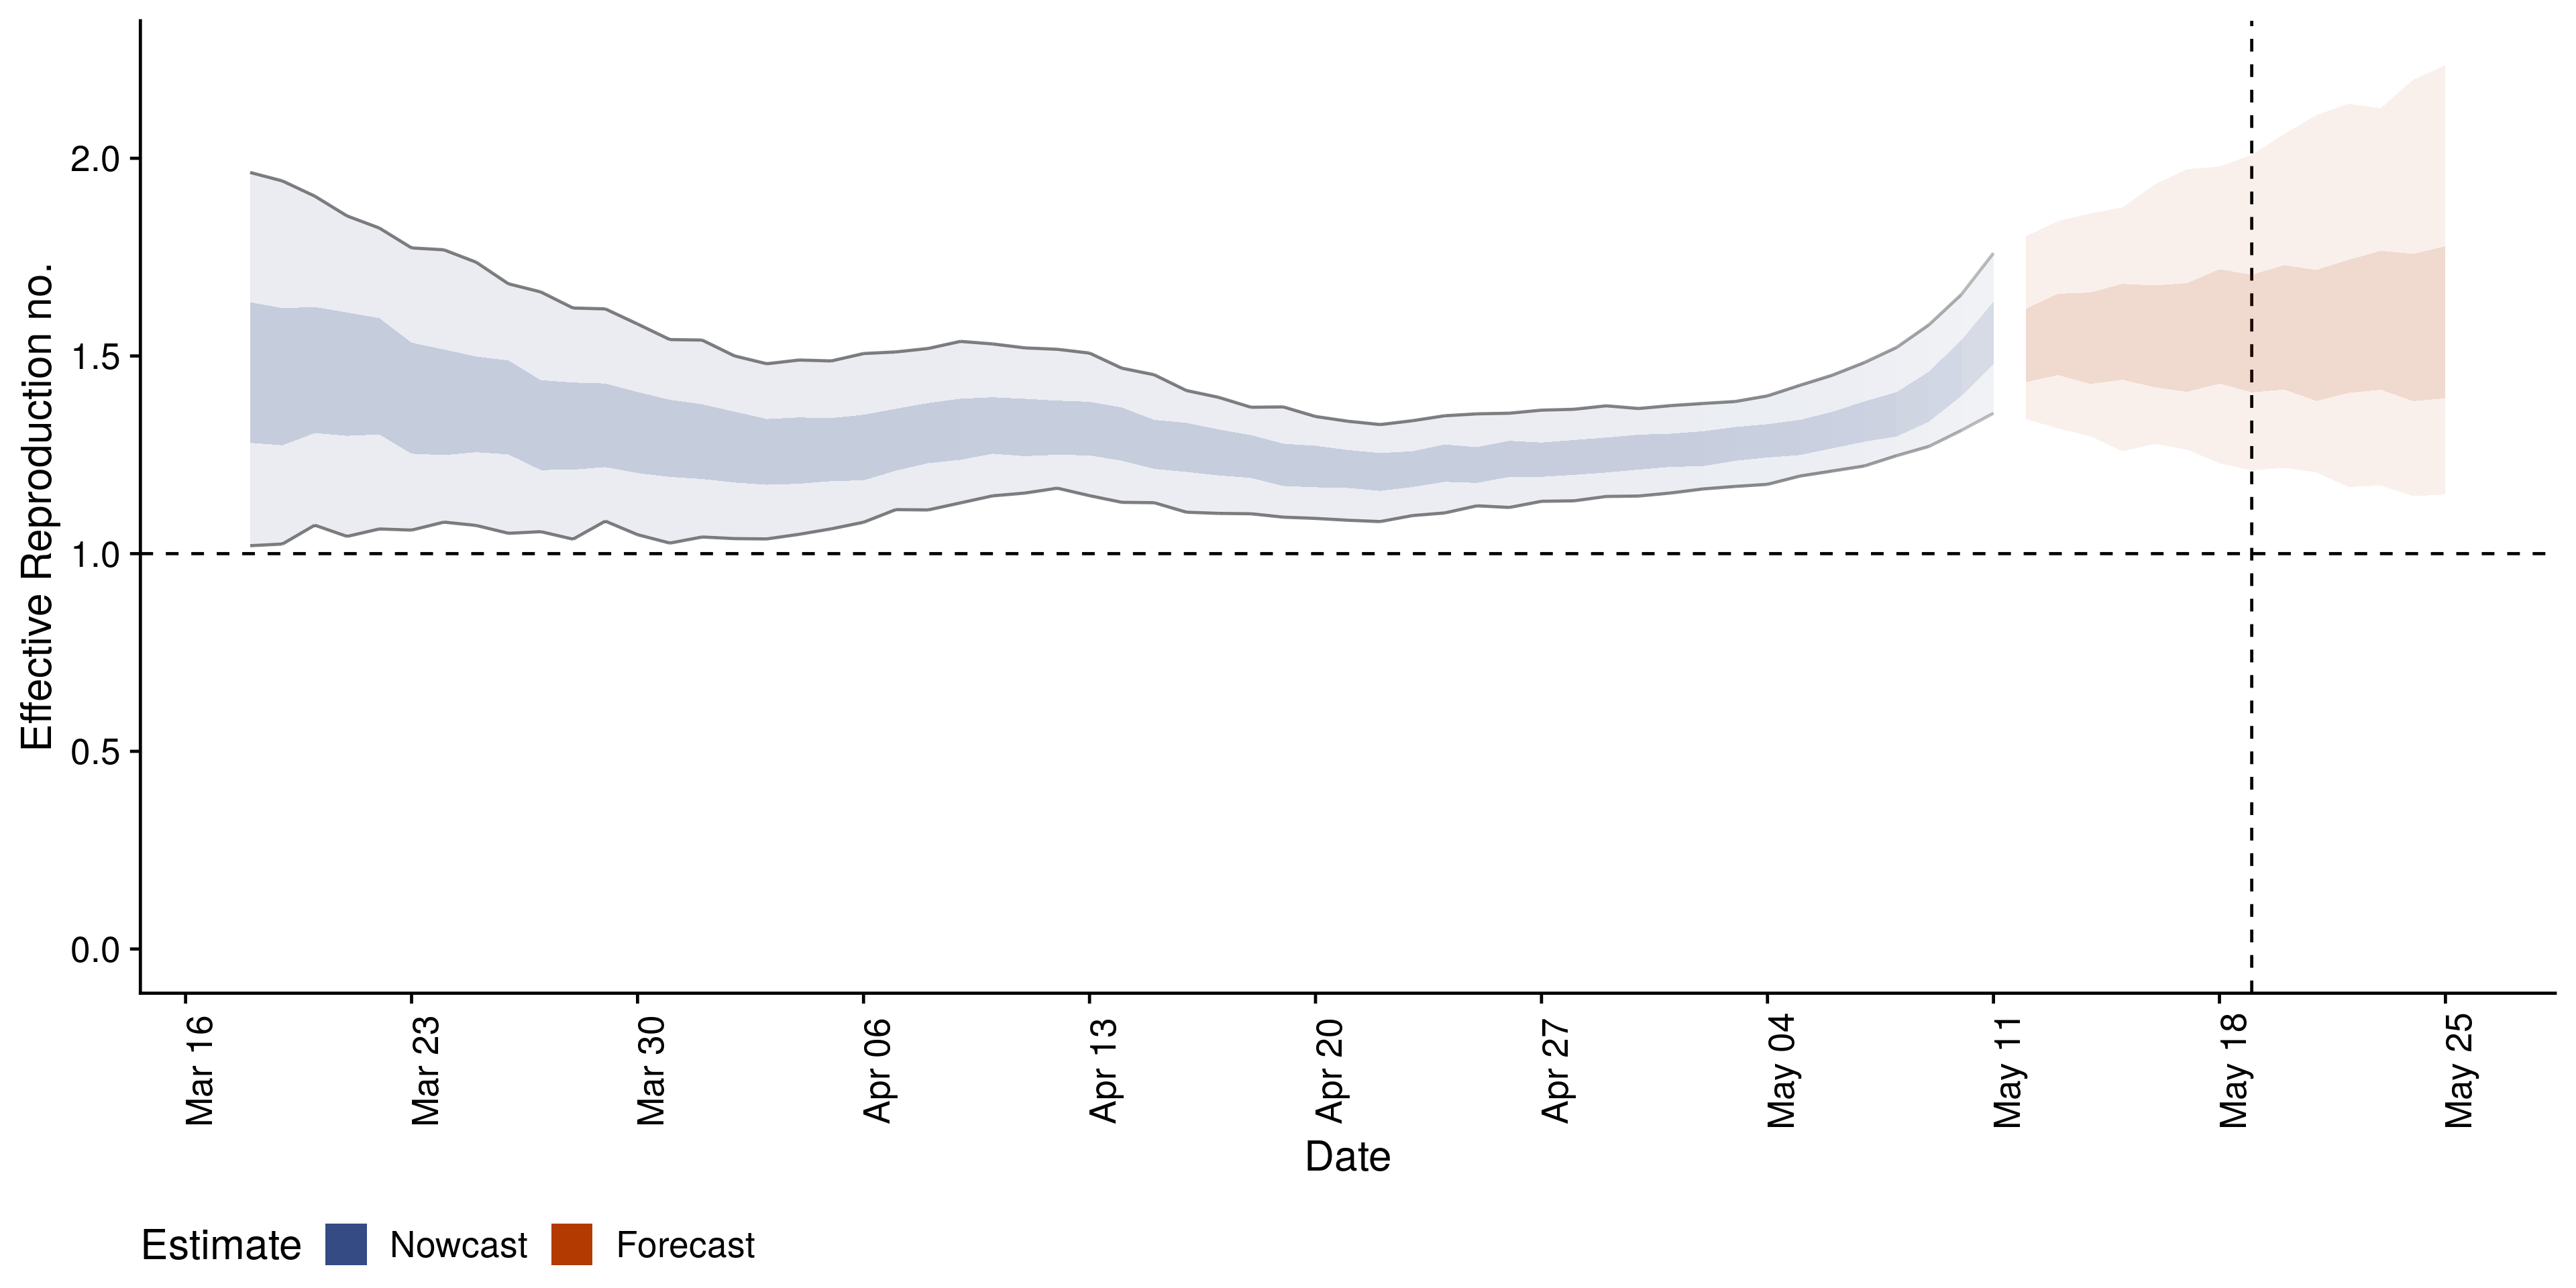 Effective Reproduction no.
2.0
1.5
1.0
0.5
0.0
Mar 16
Mar 23
Mar 30
Apr 06
Apr 13
Apr 20
Apr 27
May 04
May 11
May 18
May 25
Date
Estimate Nowcast Forecast